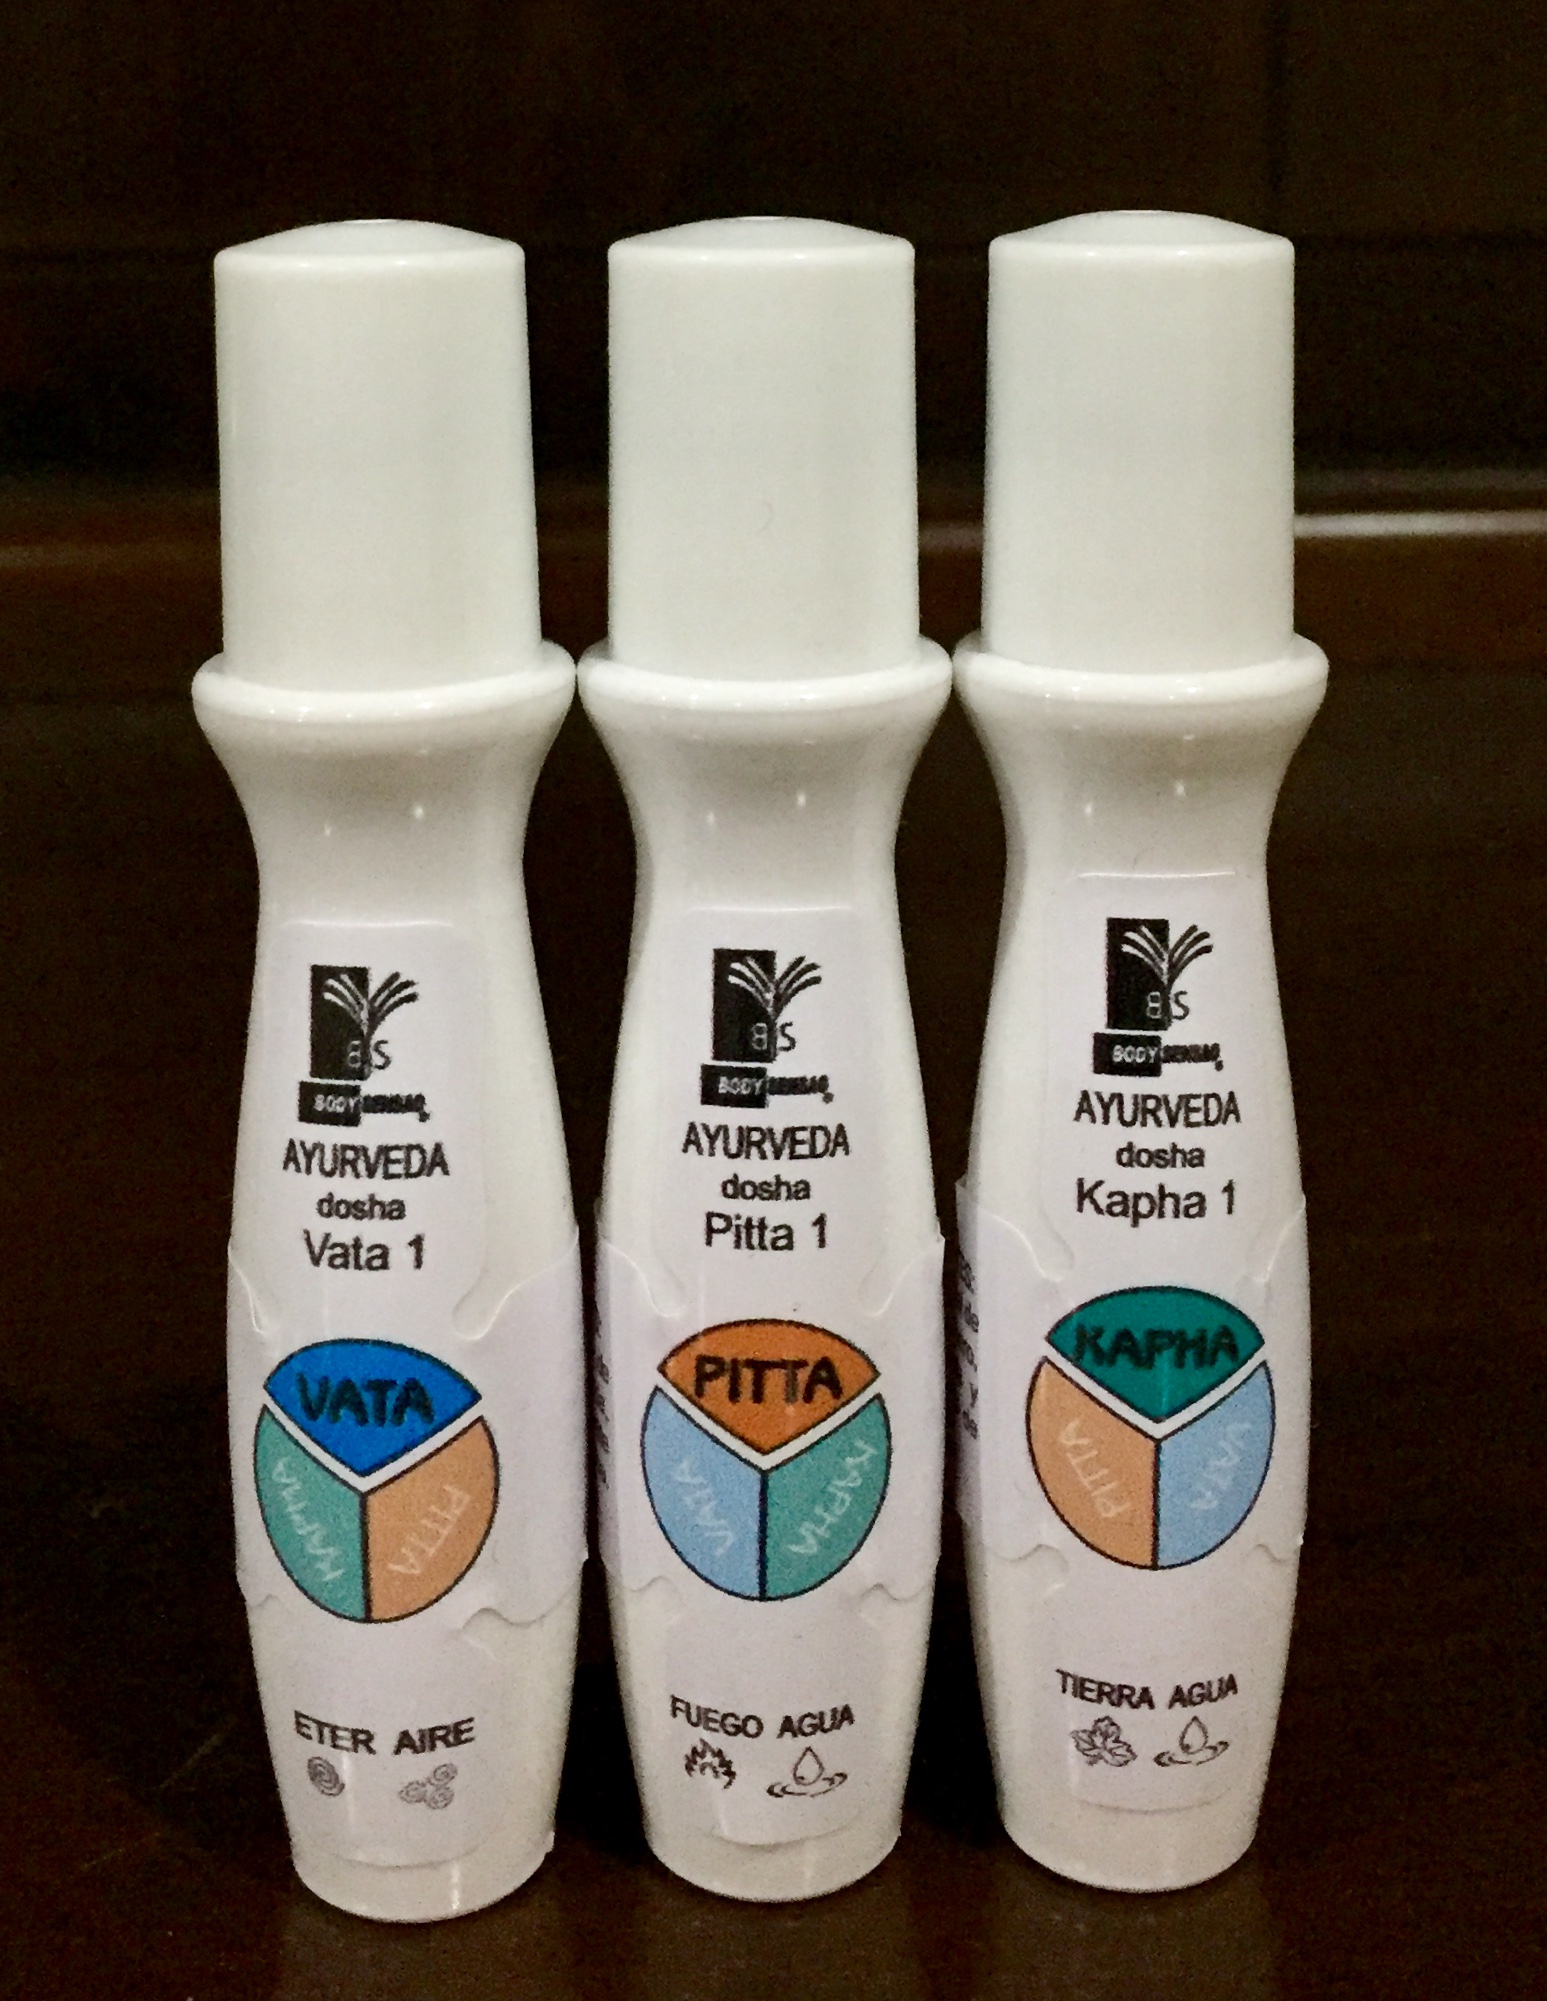 BS
BODY
AYURVEDA
dosha
Vata 1
VATA
KAPHA
PITTA
ETER AIRE
BS
BODY
AYURVEDA
dosha
Pitta 1
PITTA
VATA
KAPHA
FUEGO AGUA
BS
BODY
AYURVEDA
dosha
Kapha 1
KAPHA
PITTA
VATA
TIERRA AGUA